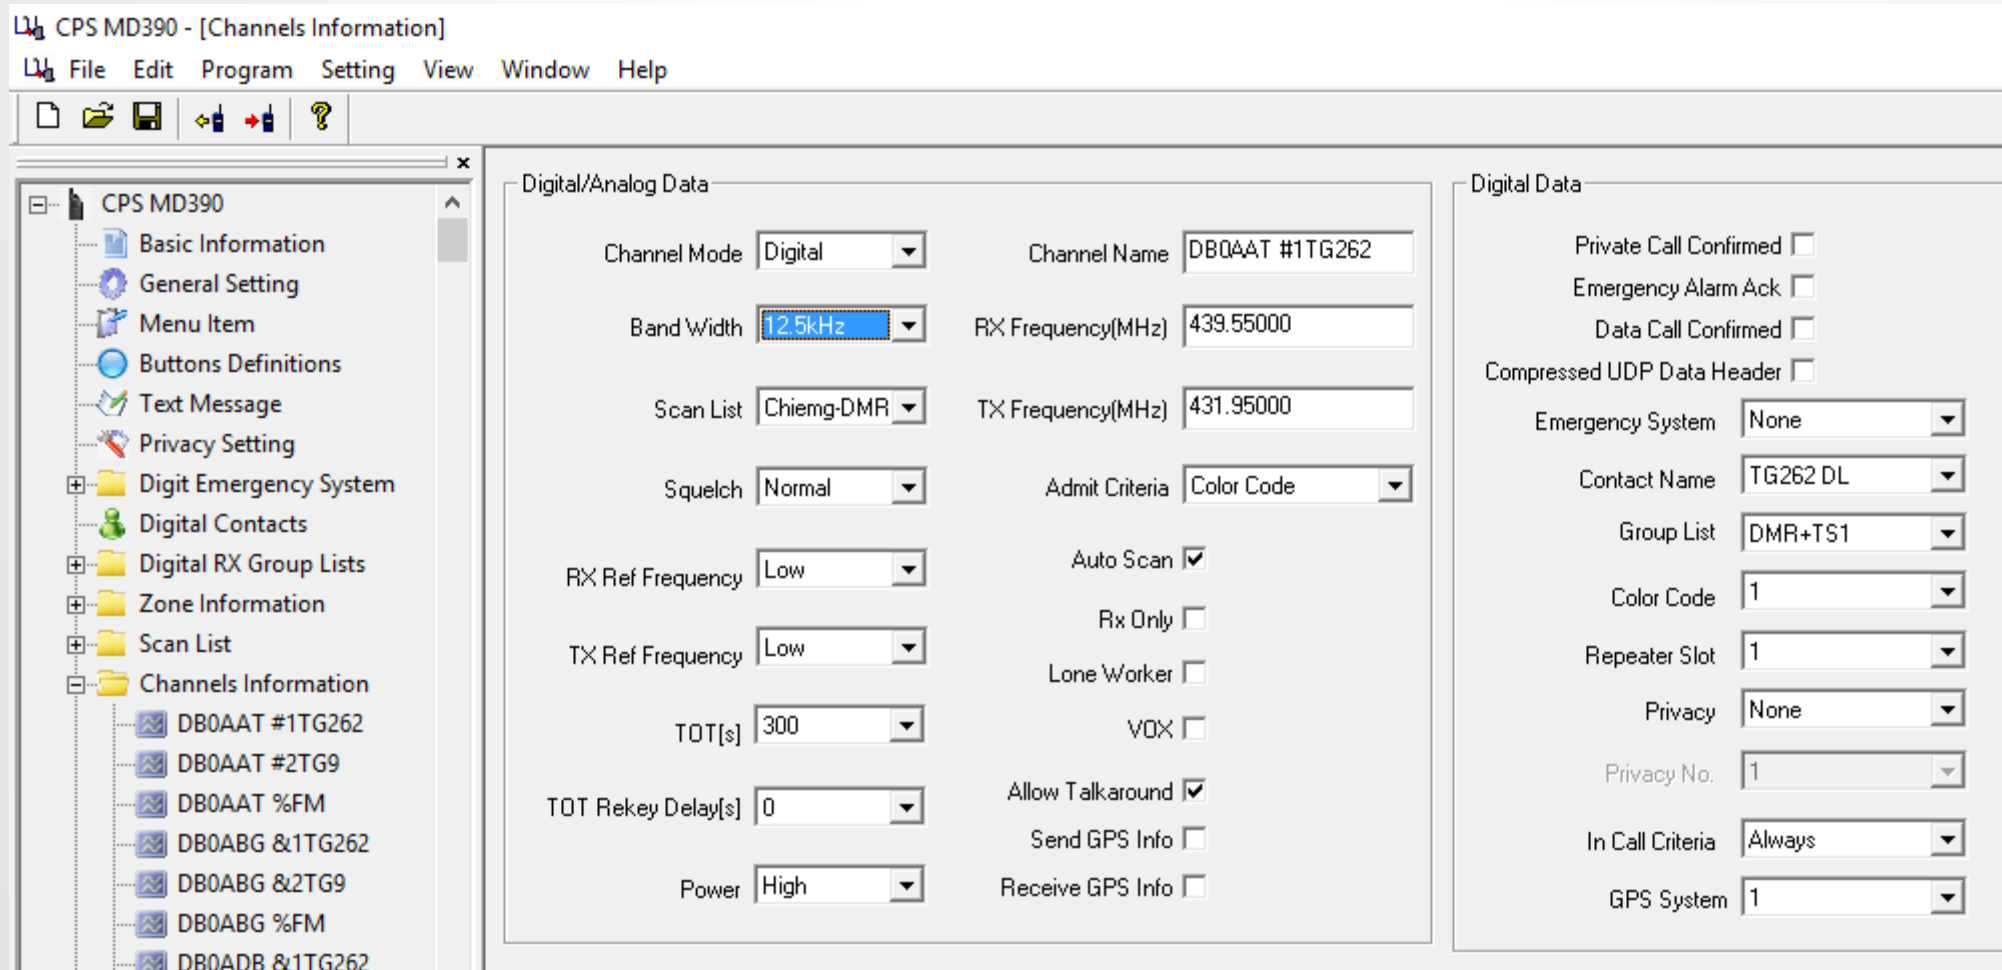 CPS MD390 - [Channels Information]
File Edit Program Setting View Window Help
CPS MD390
Basic Information
General Setting
Menu Item
Buttons Definitions
Text Message
Privacy Setting
Digit Emergency System
Digital Contacts
Digital RX Group Lists
Zone Information
Scan List
Channels Information
DB0AAT #1TG262
DB0AAT #2TG9
DB0AAT %FM
DB0ABG &1TG262
DB0ABG &2TG9
DB0ABG %FM
DB0ADB &1TG262
Digital/Analog Data
Channel Mode Digital
Band Width 12.5kHz
Scan List Chiemg-DMR
Squelch Normal
RX Ref Frequency Low
TX Ref Frequency Low
TOT[s] 300
TOT Rekey Delay[s] 0
Power High
Channel Name DB0AAT #1TG262
RX Frequency(MHz) 439.55000
TX Frequency(MHz) 431.95000
Admit Criteria Color Code
Auto Scan
Rx Only
Lone Worker
VOX
Allow Talkaround
Send GPS Info
Receive GPS Info
Digital Data
Private Call Confirmed
Emergency Alarm Ack
Data Call Confirmed
Compressed UDP Data Header
Emergency System None
Contact Name TG262 DL
Group List DMR+TS1
Color Code 1
Repeater Slot 1
Privacy None
Privacy No. 1
In Call Criteria Always
GPS System 1